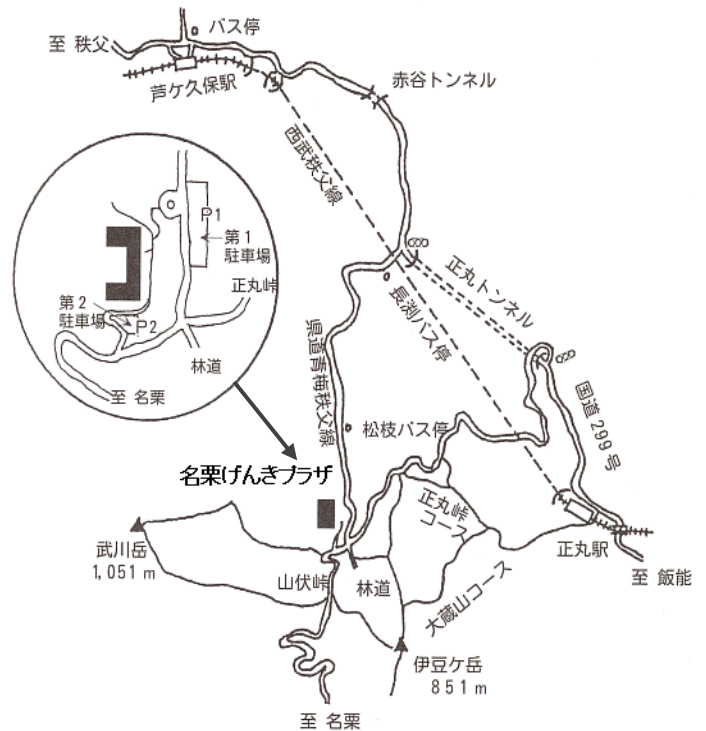 バス停
至 秩父
芦ケ久保駅
赤谷トンネル
西武秩父線
P1
第1
駐車場
正丸峠
第2
駐車場
P2
林道
至 名栗
正丸トンネル
長渕バス停
県道青梅秩父線
国道299号
松枝バス停
名栗げんきプラザ
正丸峠
コース
武川岳
1,051m
山伏峠
林道
大蔵山コース
正丸駅
至 飯能
伊豆ケ岳
851m
至 名栗